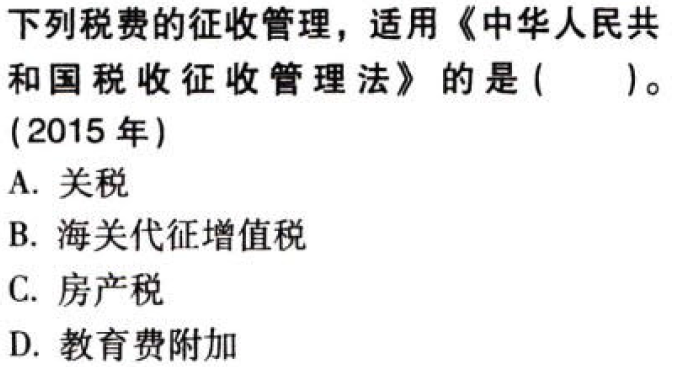 下列税费的征收管理，适用《中华人民共
和国税收征收管理法》的是(　　)。
(2015 年)
A. 关税
B. 海关代征增值税
C. 房产税
D. 教育费附加